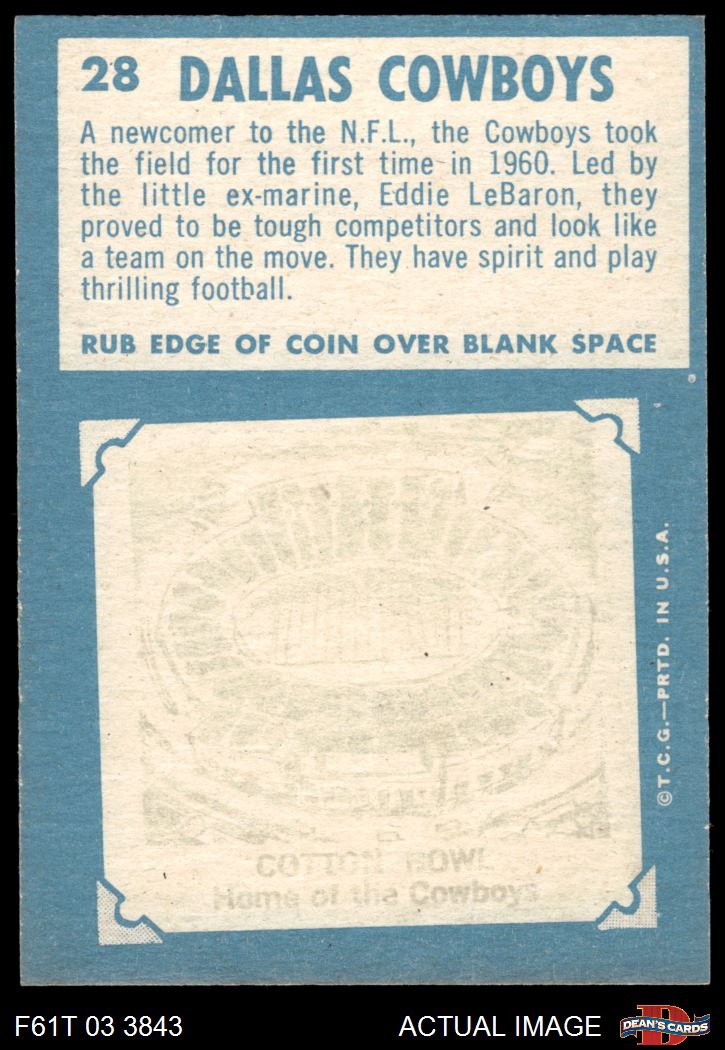 28 DALLAS COWBOYS
A newcomer to the N.F.L., the Cowboys took
the field for the first time in 1960. Led by
the little ex-marine, Eddie LeBaron, they
proved to be tough competitors and look like
a team on the move. They have spirit and play
thrilling football.
RUB EDGE OF COIN OVER BLANK SPACE
©T.C.G.—PRTD. IN U.S.A.
COTTON BOWL
Home of the Cowboys
F61T 03 3843
ACTUAL IMAGE
D
DEAN'S CARDS